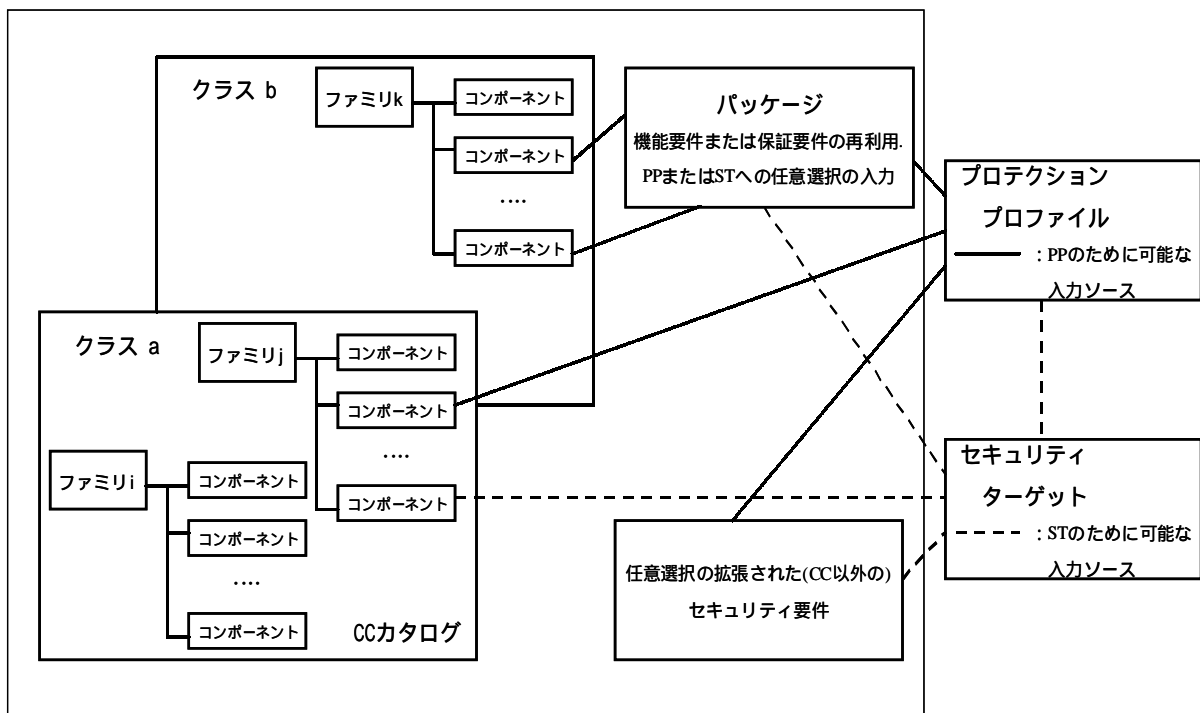 クラス b
ファミリk
コンポーネント
コンポーネント
....
コンポーネント
パッケージ
機能要件または保証要件の再利用.
PPまたはSTへの任意選択の入力
プロテクション
プロファイル
: PPのために可能な
入力ソース
クラス a
ファミリj
コンポーネント
コンポーネント
....
コンポーネント
ファミリi
コンポーネント
コンポーネント
....
コンポーネント
CCカタログ
任意選択の拡張された(CC以外の)
セキュリティ要件
セキュリティ
ターゲット
: STのために可能な
入力ソース